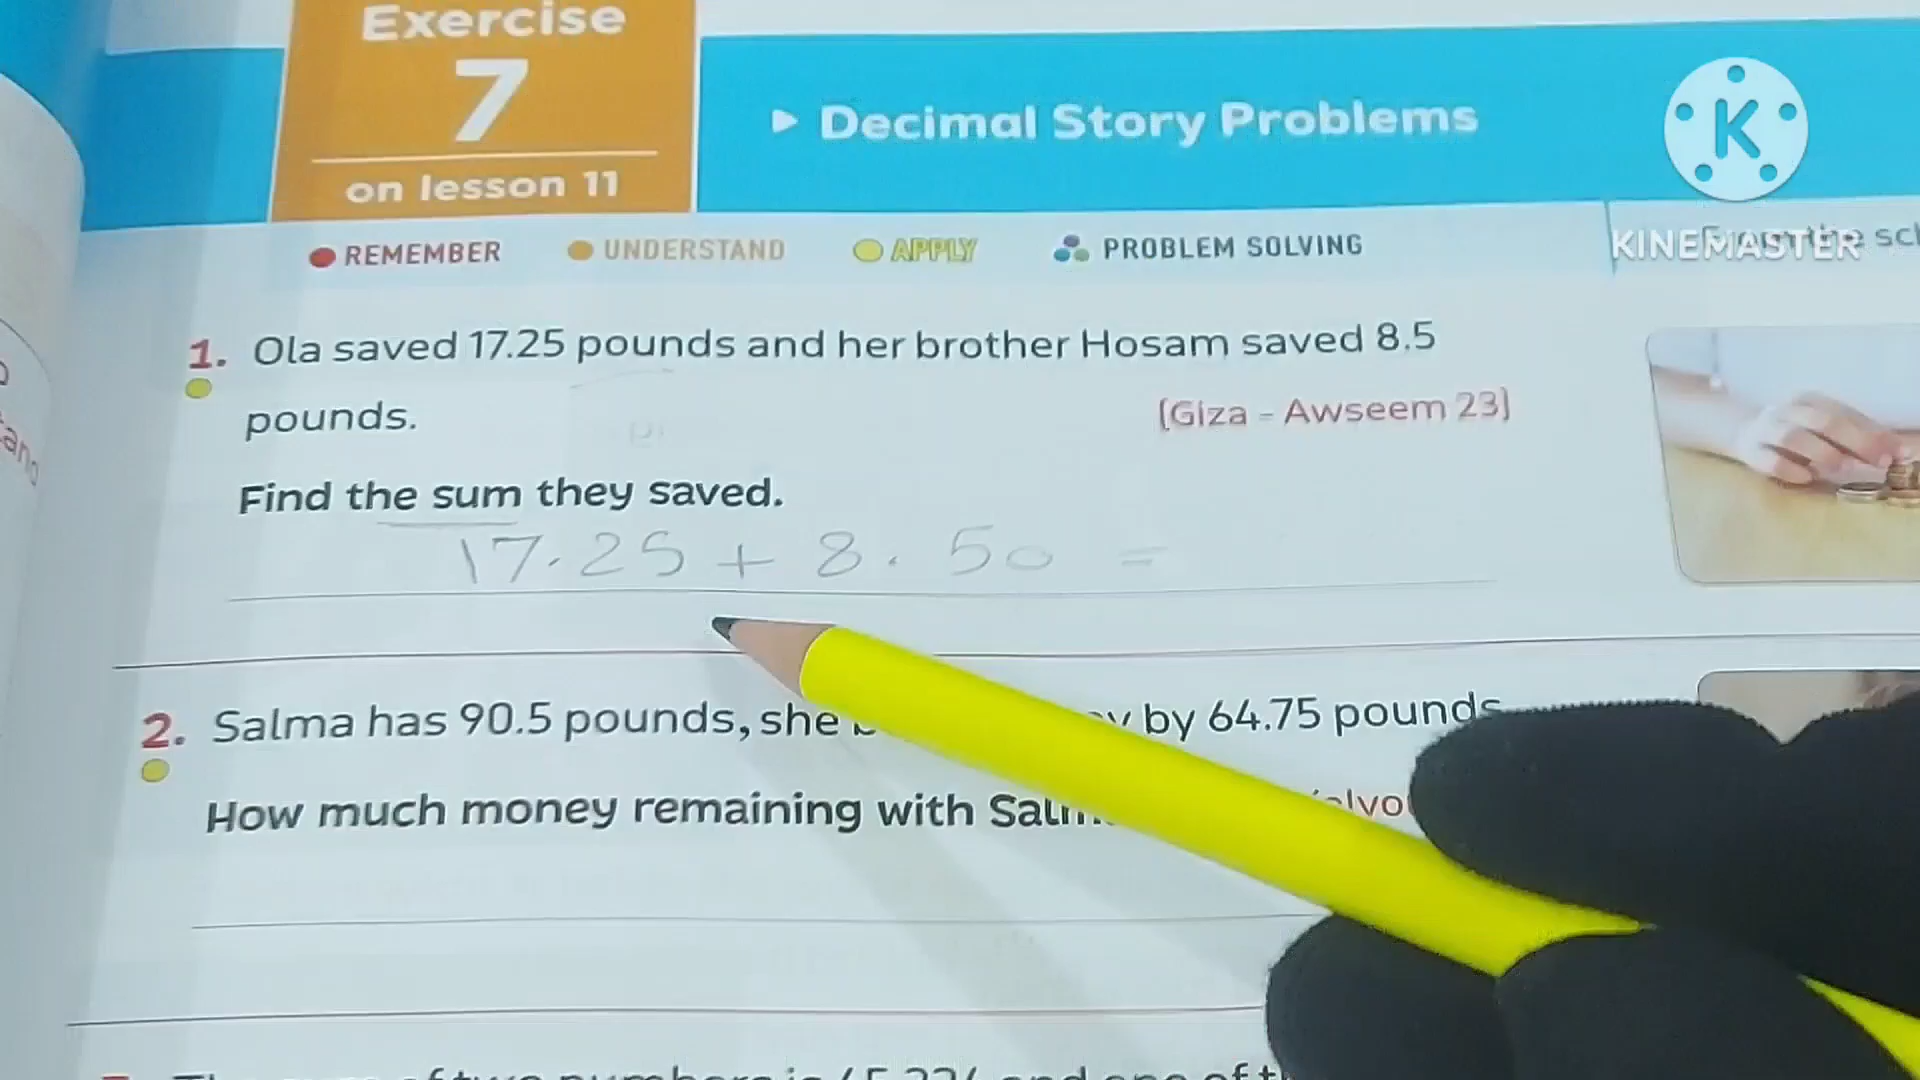 Exercise
7
on lesson 11
▶ Decimal Story Problems
K
KINEMASTER
REMEMBER UNDERSTAND APPLY PROBLEM SOLVING
1. Ola saved 17.25 pounds and her brother Hosam saved 8.5
pounds. (Giza - Awseem 23)
Find the sum they saved.
17.25 + 8.50 =
2. Salma has 90.5 pounds, she by 64.75 pounds
How much money remaining with